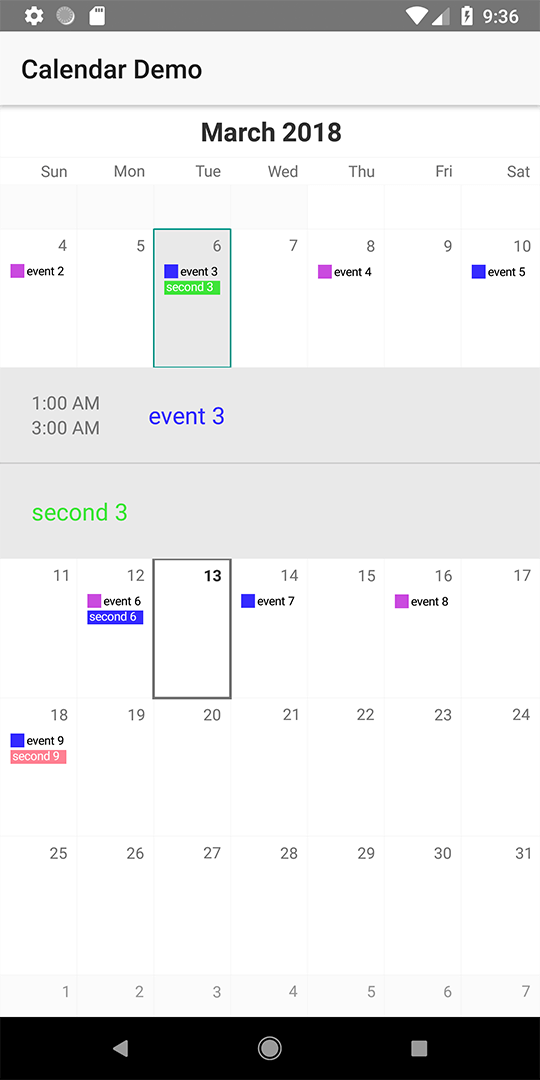 9:36
Calendar Demo
March 2018
Sun Mon Tue Wed Thu Fri Sat
4 5 6 7 8 9 10
event 2 event 3 event 4 event 5
second 3
1:00 AM
event 3
3:00 AM
second 3
11 12 13 14 15 16 17
event 6 event 7 event 8
second 6
18 19 20 21 22 23 24
event 9
second 9
25 26 27 28 29 30 31
1 2 3 4 5 6 7